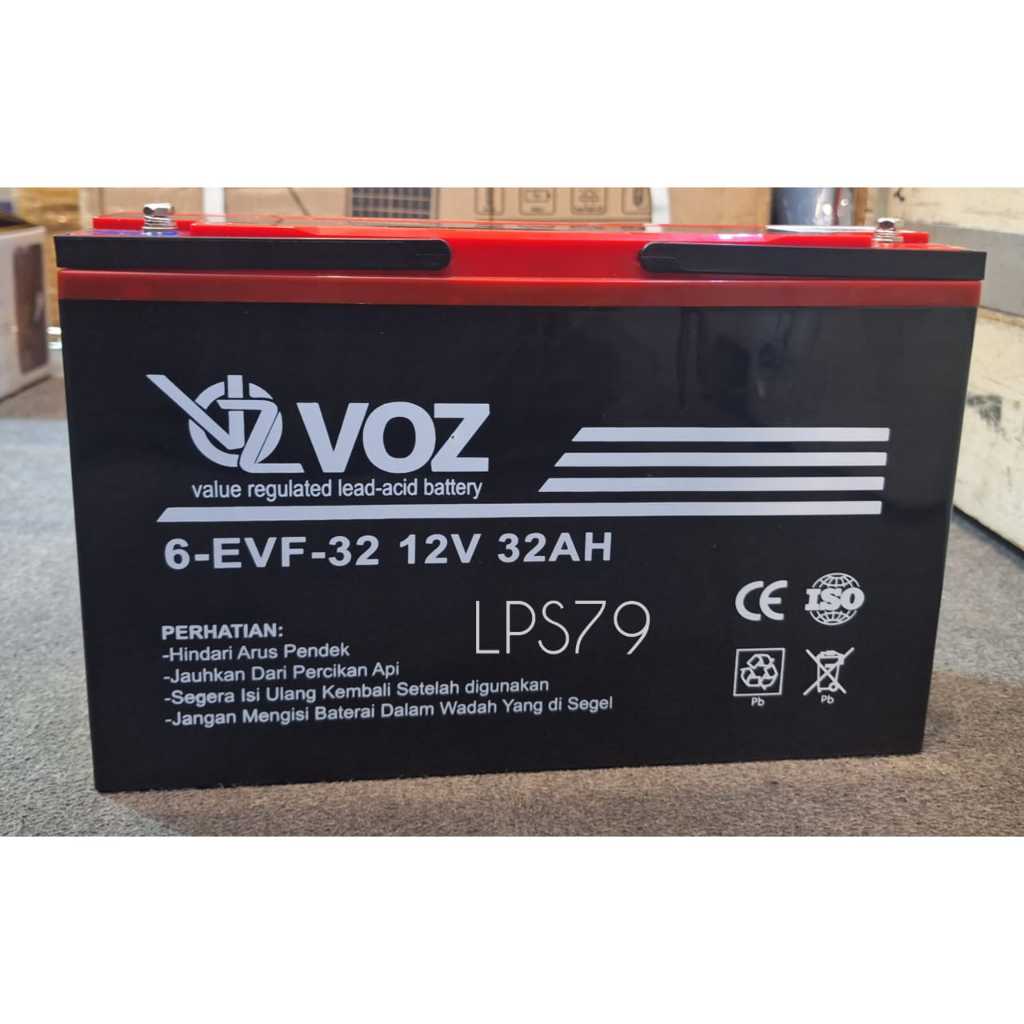 VOZ
value regulated lead-acid battery
6-EVF-32 12V 32AH
LPS79
CE ISO
PERHATIAN:
-Hindari Arus Pendek
-Jauhkan Dari Percikan Api
-Segera Isi Ulang Kembali Setelah digunakan
-Jangan Mengisi Baterai Dalam Wadah Yang di Segel
Pb Pb